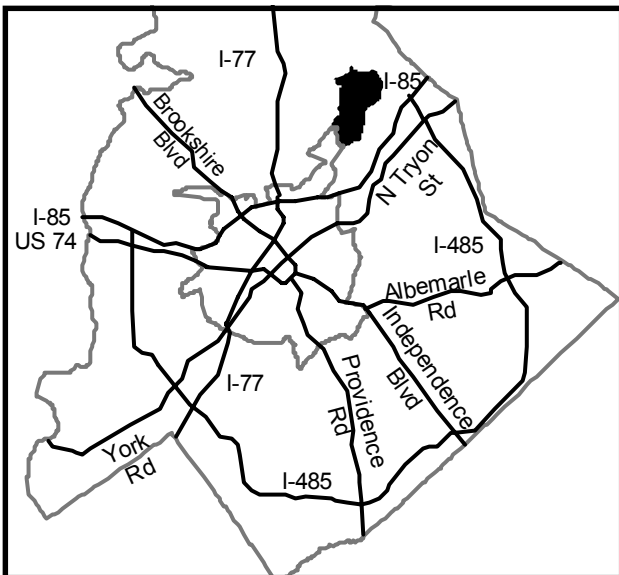 I-77
I-85
Brookshire
Blvd
N Tryon
St
I-85
US 74
I-485
Albemarle
Rd
Independence
Blvd
Providence
Rd
I-77
York
Rd
I-485